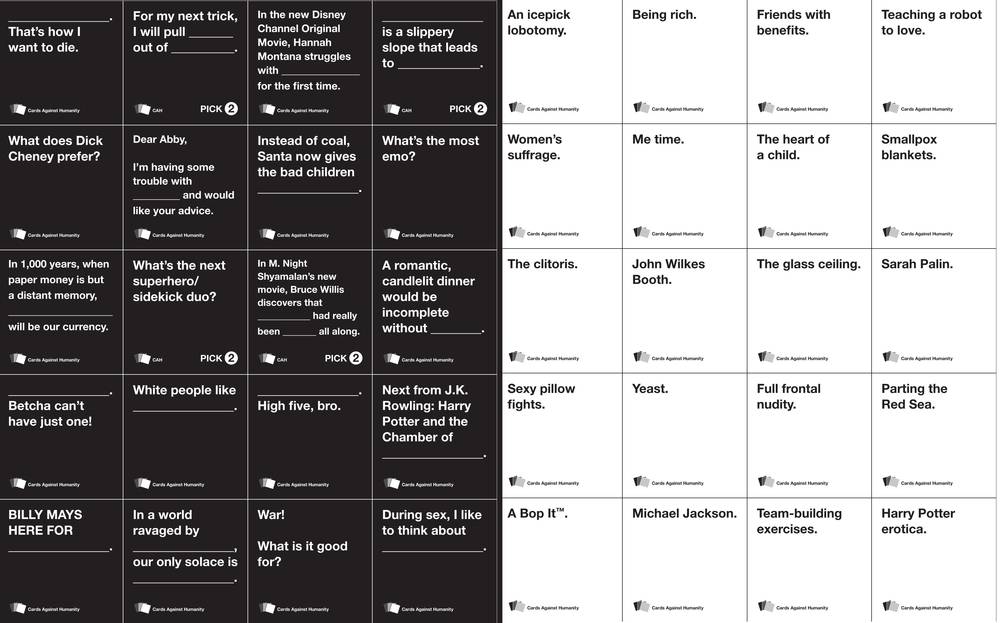 ____________.
That's how I
want to die.
Cards Against Humanity
For my next trick,
I will pull ______
out of ________.
CAH
PICK 2
In the new Disney
Channel Original
Movie, Hannah
Montana struggles
with ____________
for the first time.
Cards Against Humanity
____________
is a slippery
slope that leads
to __________.
CAH
PICK 2
What does Dick
Cheney prefer?
Cards Against Humanity
Dear Abby,
I'm having some
trouble with
________ and would
like your advice.
Cards Against Humanity
Instead of coal,
Santa now gives
the bad children
____________.
Cards Against Humanity
What's the most
emo?
Cards Against Humanity
In 1,000 years, when
paper money is but
a distant memory,
____________
will be our currency.
Cards Against Humanity
What's the next
superhero/
sidekick duo?
CAH
PICK 2
In M. Night
Shyamalan's new
movie, Bruce Willis
discovers that
_________ had really
been ______ all along.
CAH
PICK 2
A romantic,
candlelit dinner
would be
incomplete
without ______.
Cards Against Humanity
____________.
Betcha can't
have just one!
Cards Against Humanity
White people like
____________.
Cards Against Humanity
____________.
High five, bro.
Cards Against Humanity
Next from J.K.
Rowling: Harry
Potter and the
Chamber of
____________.
Cards Against Humanity
BILLY MAYS
HERE FOR
____________.
Cards Against Humanity
In a world
ravaged by
____________,
our only solace is
____________.
Cards Against Humanity
War!
What is it good
for?
Cards Against Humanity
During sex, I like
to think about
____________.
Cards Against Humanity
An icepick
lobotomy.
Cards Against Humanity
Being rich.
Cards Against Humanity
Friends with
benefits.
Cards Against Humanity
Teaching a robot
to love.
Cards Against Humanity
Women's
suffrage.
Cards Against Humanity
Me time.
Cards Against Humanity
The heart of
a child.
Cards Against Humanity
Smallpox
blankets.
Cards Against Humanity
The clitoris.
Cards Against Humanity
John Wilkes
Booth.
Cards Against Humanity
The glass ceiling.
Cards Against Humanity
Sarah Palin.
Cards Against Humanity
Sexy pillow
fights.
Cards Against Humanity
Yeast.
Cards Against Humanity
Full frontal
nudity.
Cards Against Humanity
Parting the
Red Sea.
Cards Against Humanity
A Bop It™.
Cards Against Humanity
Michael Jackson.
Cards Against Humanity
Team-building
exercises.
Cards Against Humanity
Harry Potter
erotica.
Cards Against Humanity